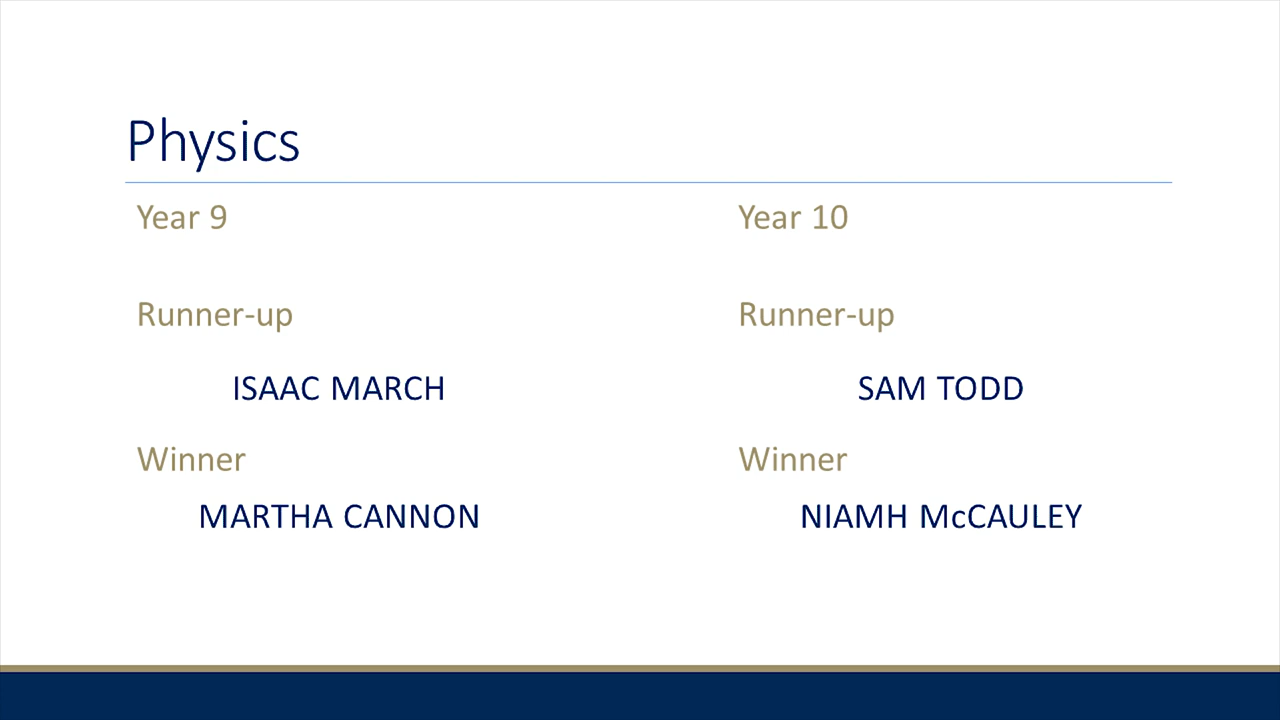 Physics
Year 9
Runner-up
ISAAC MARCH
Winner
MARTHA CANNON
Year 10
Runner-up
SAM TODD
Winner
NIAMH McCAULEY